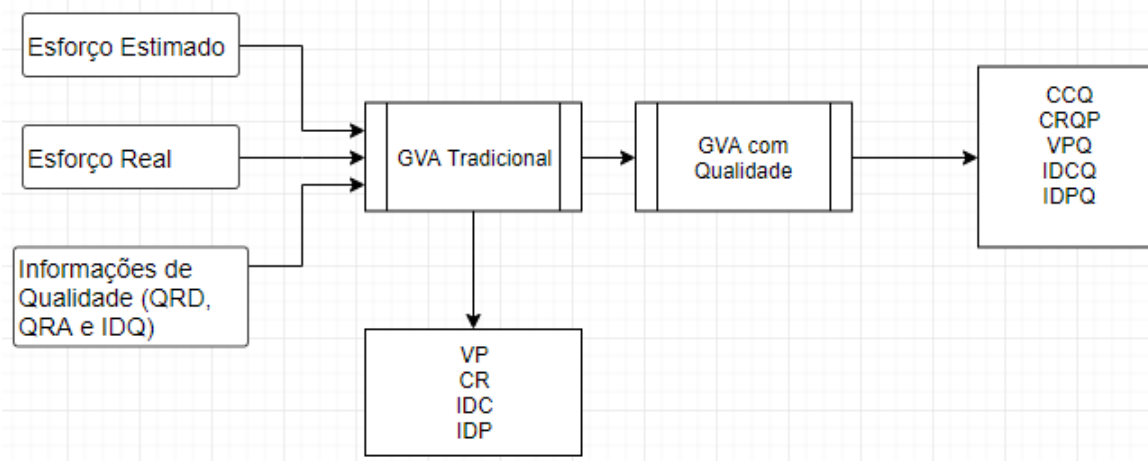 Esforço Estimado
Esforço Real
Informações de
Qualidade (QRD,
QRA e IDQ)
GVA Tradicional
VP
CR
IDC
IDP
GVA com
Qualidade
CCQ
CRQP
VPQ
IDCQ
IDPQ